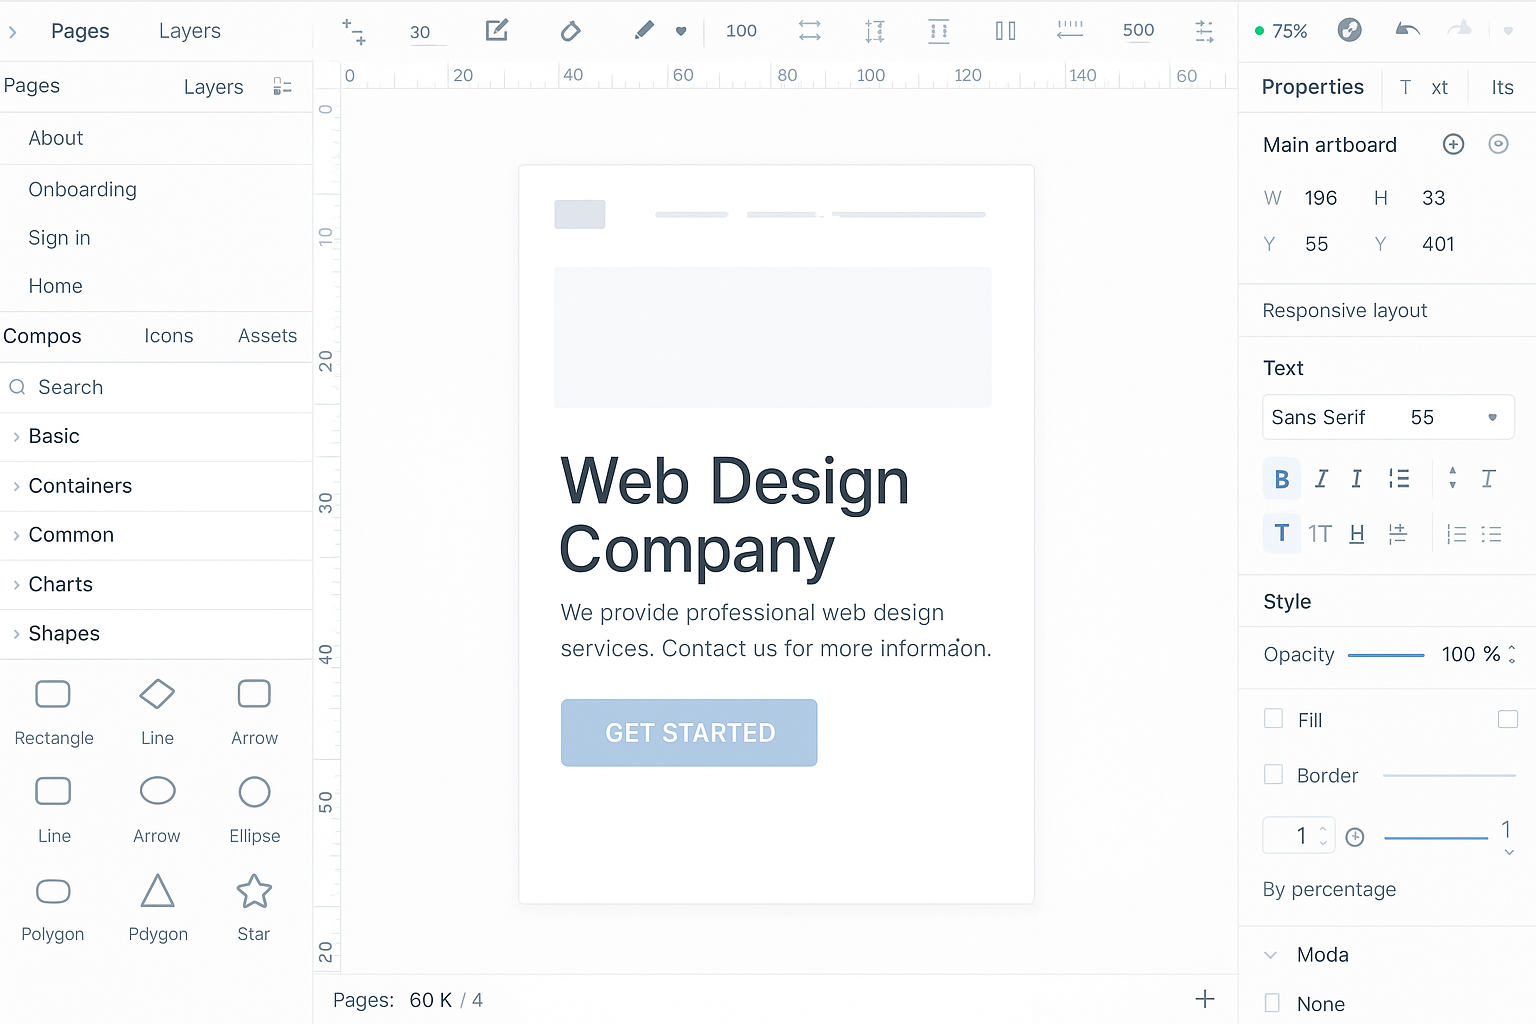 Pages Layers 30 100 500 75%
Pages Layers
About
Onboarding
Sign in
Home
Compos Icons Assets
Search
Basic
Containers
Common
Charts
Shapes
Rectangle Line Arrow
Line Arrow Ellipse
Polygon Pdygon Star
0 20 40 60 80 100 120 140 60
0
10
20
30
40
50
20
Web Design
Company
We provide professional web design
services. Contact us for more informaon.
GET STARTED
Pages: 60 K / 4
Properties T xt Its
Main artboard
W 196 H 33
Y 55 Y 401
Responsive layout
Text
Sans Serif 55
B I I I
T 1T H
Style
Opacity 100 %
Fill
Border
1 1
By percentage
Moda
None